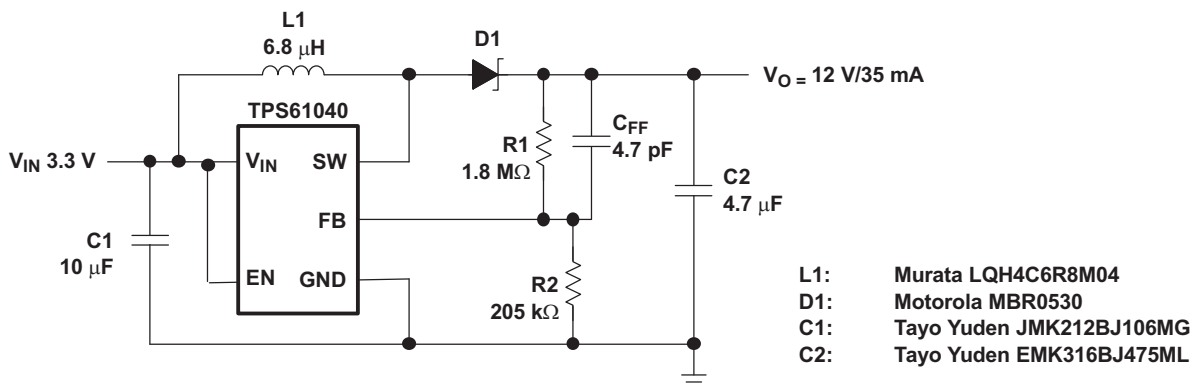 L1
6.8 μH
D1
V_O = 12 V/35 mA
TPS61040
V_IN 3.3 V
V_IN
SW
R1
1.8 MΩ
C_FF
4.7 pF
C2
4.7 μF
FB
C1
10 μF
EN
GND
R2
205 kΩ
L1: Murata LQH4C6R8M04
D1: Motorola MBR0530
C1: Tayo Yuden JMK212BJ106MG
C2: Tayo Yuden EMK316BJ475ML